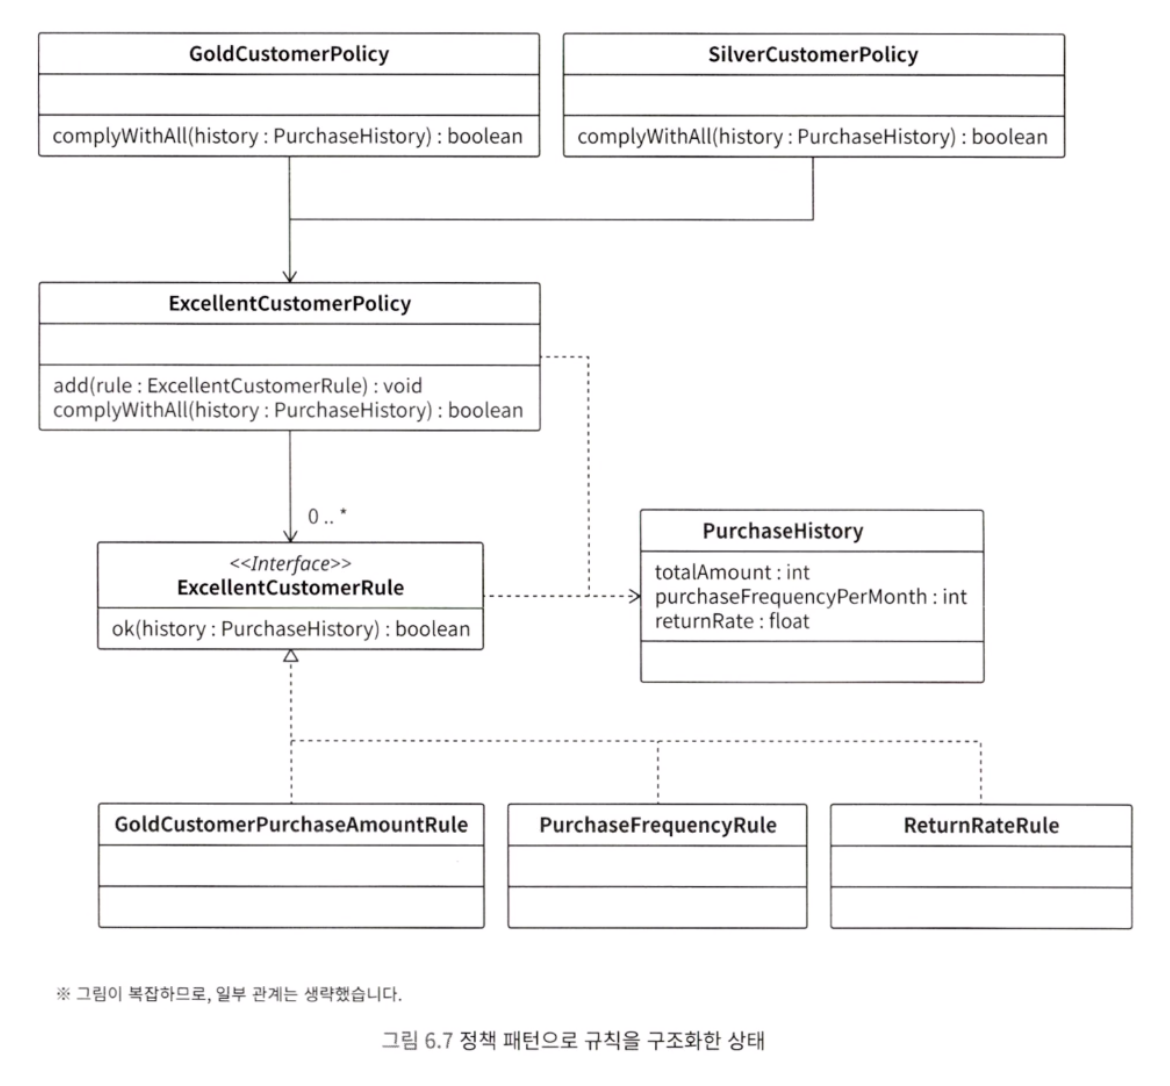 GoldCustomerPolicy
complyWithAll(history : PurchaseHistory) : boolean
SilverCustomerPolicy
complyWithAll(history : PurchaseHistory) : boolean
ExcellentCustomerPolicy
add(rule : ExcellentCustomerRule) : void
complyWithAll(history : PurchaseHistory) : boolean
0 .. *
<<Interface>>
ExcellentCustomerRule
ok(history : PurchaseHistory) : boolean
PurchaseHistory
totalAmount : int
purchaseFrequencyPerMonth : int
returnRate : float
GoldCustomerPurchaseAmountRule
PurchaseFrequencyRule
ReturnRateRule
※ 그림이 복잡하므로, 일부 관계는 생략했습니다.
그림 6.7 정책 패턴으로 규칙을 구조화한 상태